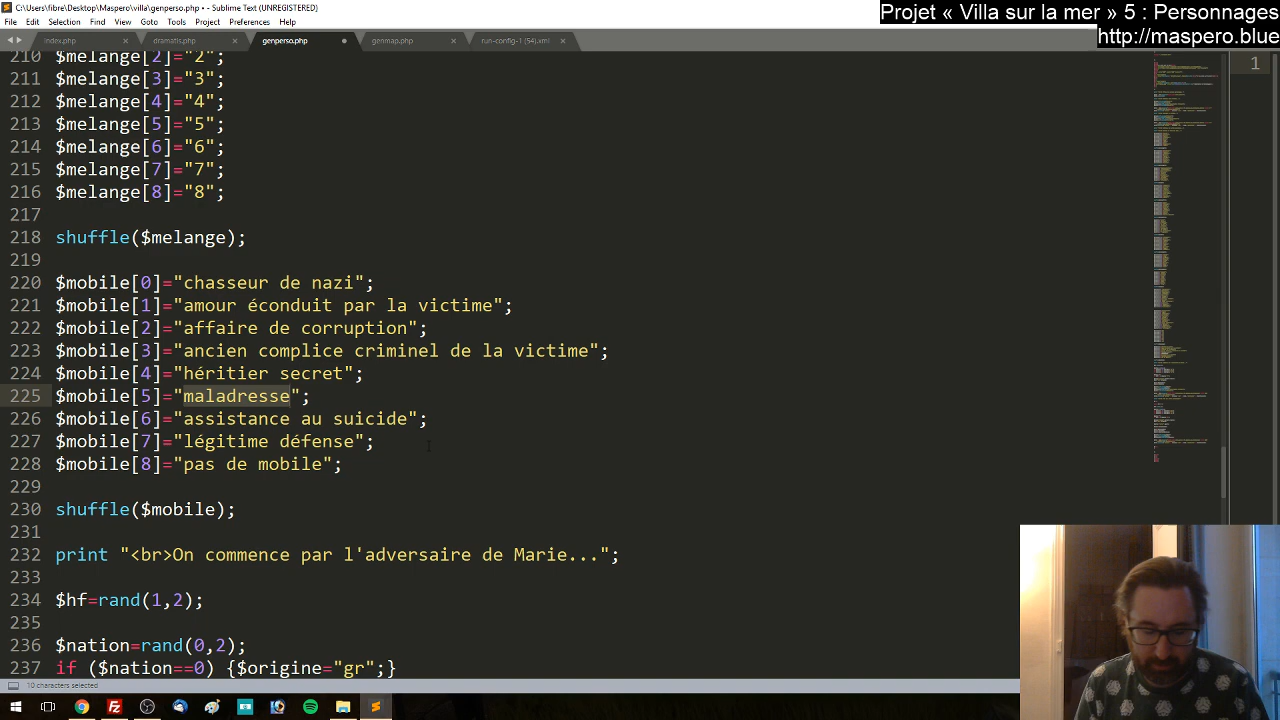 C:\Users\fibre\Desktop\Maspero\villa\genperso.php • - Sublime Text (UNREGISTERED)
Projet « Villa sur la mer » 5 : Personnages
File Edit Selection Find View Goto Tools Project Preferences Help
http://maspero.blue
index.php dramatis.php genperso.php genmap.php run-config-1 (54).xml
210 $melange[2]="2"; 1
211 $melange[3]="3";
212 $melange[4]="4";
213 $melange[5]="5";
214 $melange[6]="6";
215 $melange[7]="7";
216 $melange[8]="8";
217
218 shuffle($melange);
219
220 $mobile[0]="chasseur de nazi";
221 $mobile[1]="amour éconduit par la victime";
222 $mobile[2]="affaire de corruption";
223 $mobile[3]="ancien complice criminel de la victime";
224 $mobile[4]="héritier secret";
225 $mobile[5]="maladresse";
226 $mobile[6]="assistance au suicide";
227 $mobile[7]="légitime défense";
228 $mobile[8]="pas de mobile";
229
230 shuffle($mobile);
231
232 print "<br>On commence par l'adversaire de Marie...";
233
234 $hf=rand(1,2);
235
236 $nation=rand(0,2);
237 if ($nation==0) {$origine="gr";}
10 characters selected